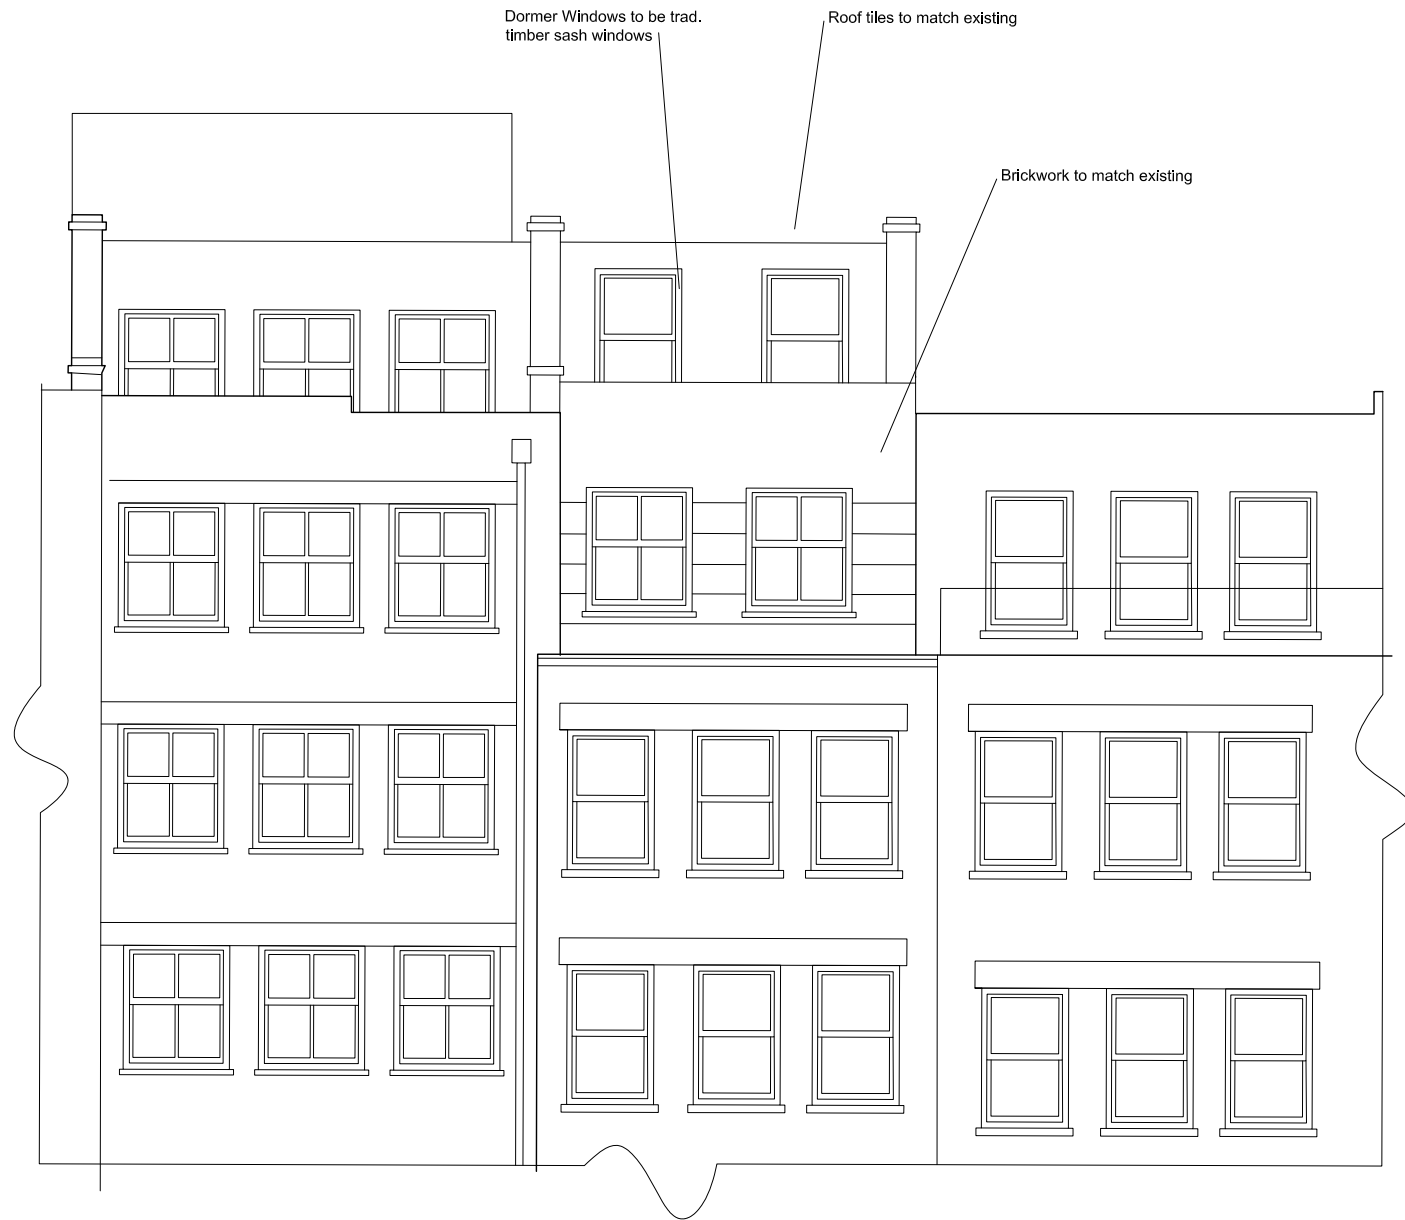 Dormer Windows to be trad.
timber sash windows
Roof tiles to match existing
Brickwork to match existing